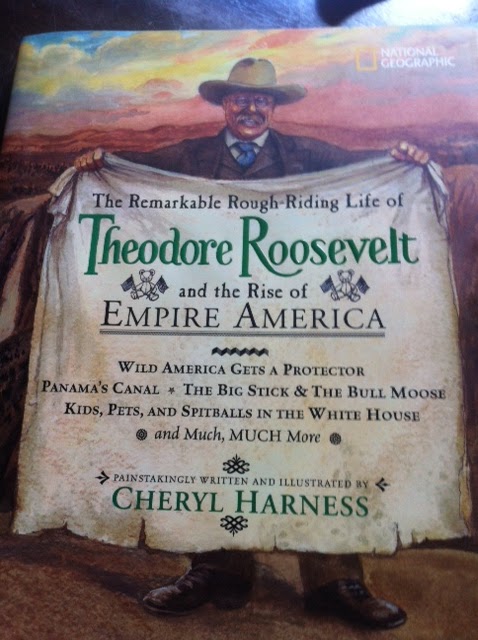 NATIONAL
GEOGRAPHIC
The Remarkable Rough-Riding Life of
Theodore Roosevelt
and the Rise of
EMPIRE AMERICA
WILD AMERICA GETS A PROTECTOR
PANAMA'S CANAL * THE BIG STICK & THE BULL MOOSE
KIDS, PETS, AND SPITBALLS IN THE WHITE HOUSE
and Much, MUCH More
PAINSTAKINGLY WRITTEN AND ILLUSTRATED BY
CHERYL HARNESS